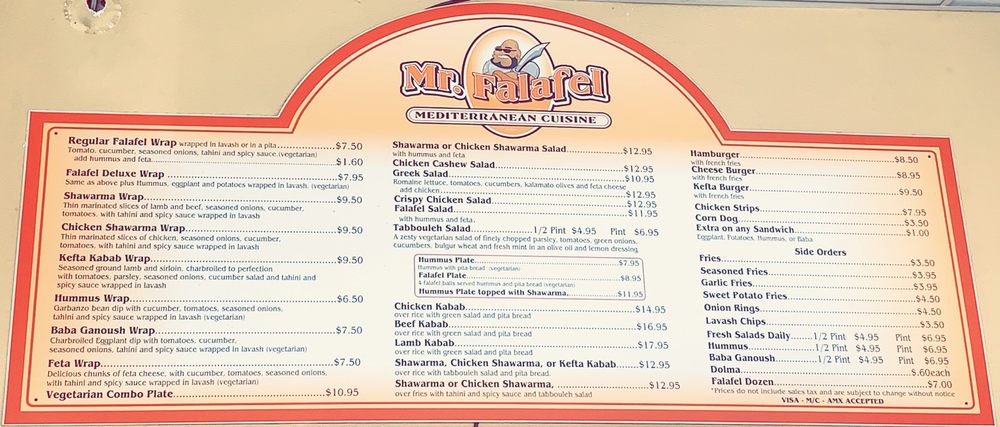 Mr. Falafel
MEDITERRANEAN CUISINE
Regular Falafel Wrap wrapped in lavash or in a pita $7.50
Tomato, cucumber, seasoned onions, tahini and spicy sauce (vegetarian)
add hummus and feta $1.60
Falafel Deluxe Wrap $7.95
Same as above plus Hummus, eggplant and potatoes wrapped in lavash, (vegetarian)
Shawarma Wrap $9.50
Thin marinated slices of lamb and beef, seasoned onions, cucumber,
tomatoes, with tahini and spicy sauce wrapped in lavash
Chicken Shawarma Wrap $9.50
Thin marinated slices of chicken, seasoned onions, cucumber,
tomatoes, with tahini and spicy sauce wrapped in lavash
Kefta Kabab Wrap $9.50
Seasoned ground lamb and sirloin, charbroiled to perfection
with tomatoes, parsley, seasoned onions, cucumber salad and tahini and
spicy sauce wrapped in lavash
Hummus Wrap $6.50
Garbanzo bean dip with cucumber, tomatoes, seasoned onions,
tahini and spicy sauce wrapped in lavash (vegetarian)
Baba Ganoush Wrap $7.50
Charbroiled Eggplant dip with tomatoes, cucumber,
seasoned onions, tahini and spicy sauce wrapped in lavash (vegetarian)
Feta Wrap $7.50
Delicious chunks of feta cheese, with cucumber, tomatoes, seasoned onions,
with tahini and spicy sauce wrapped in lavash (vegetarian)
Vegetarian Combo Plate $10.95
Shawarma or Chicken Shawarma Salad $12.95
with hummus and feta
Chicken Cashew Salad $12.95
Greek Salad $10.95
Romaine lettuce, tomatoes, cucumbers, kalamato olives and feta cheese
add chicken $12.95
Crispy Chicken Salad $12.95
Falafel Salad $11.95
with hummus and feta.
Tabbouleh Salad 1/2 Pint $4.95 Pint $6.95
A zesty vegetarian salad of finely chopped parsley, tomatoes, green onions,
cucumbers, bulgur wheat and fresh mint in an olive oil and lemon dressing
Hummus Plate $7.95
Hummus with pita bread (vegetarian)
Falafel Plate $8.95
4 falafel balls served hummus and pita bread (vegetarian)
Hummus Plate topped with Shawarma. $11.95
Chicken Kabab $14.95
over rice with green salad and pita bread
Beef Kabab $16.95
over rice with green salad and pita bread
Lamb Kabab $17.95
over rice with green salad and pita bread
Shawarma, Chicken Shawarma, or Kefta Kabab $12.95
over rice with tabbouleh salad and pita bread.
Shawarma or Chicken Shawarma, $12.95
over fries with tahini and spicy sauce and tabbouleh salad
Hamburger $8.50
with french fries
Cheese Burger $8.95
with french fries
Kefta Burger $9.50
with french fries
Chicken Strips $7.95
Corn Dog $3.50
Extra on any Sandwich $1.00
Eggplant, Potatoes, Hummus, or Baba
Side Orders
Fries $3.50
Seasoned Fries $3.95
Garlic Fries $3.95
Sweet Potato Fries $4.50
Onion Rings $4.50
Lavash Chips $3.50
Fresh Salads Daily 1/2 Pint $4.95 Pint $6.95
Hummus 1/2 Pint $4.95 Pint $6.95
Baba Ganoush 1/2 Pint $4.95 Pint $6.95
Dolma $.60each
Falafel Dozen $7.00
*Prices do not include sales tax and are subject to change without notice
VISA - M/C - AMX ACCEPTED